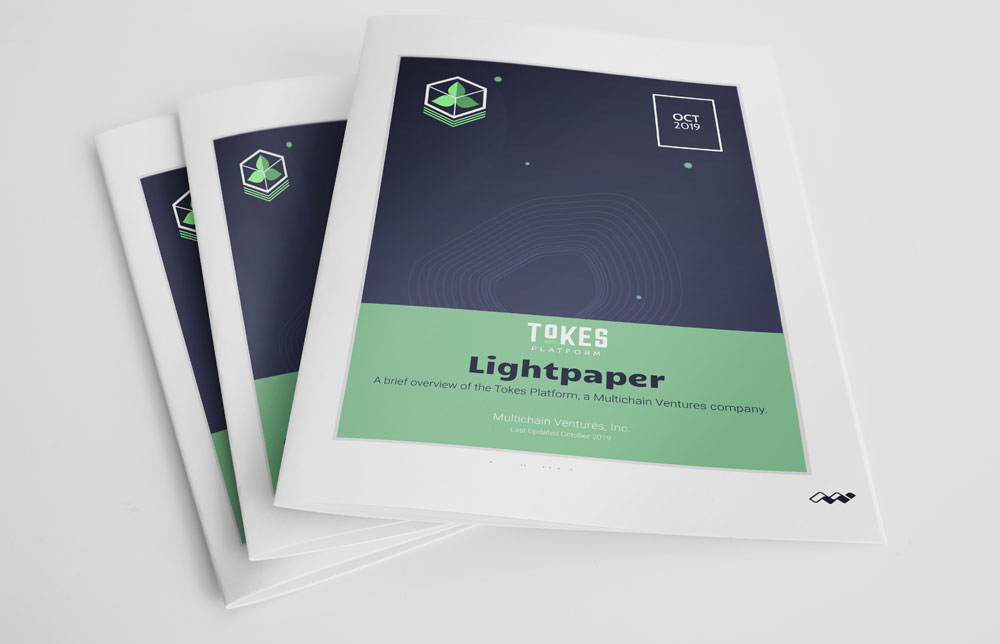 OCT
2019
TOKES
PLATFORM
Lightpaper
A brief overview of the Tokes Platform, a Multichain Ventures company.
Multichain Ventures, Inc.
Last Updated October 2019